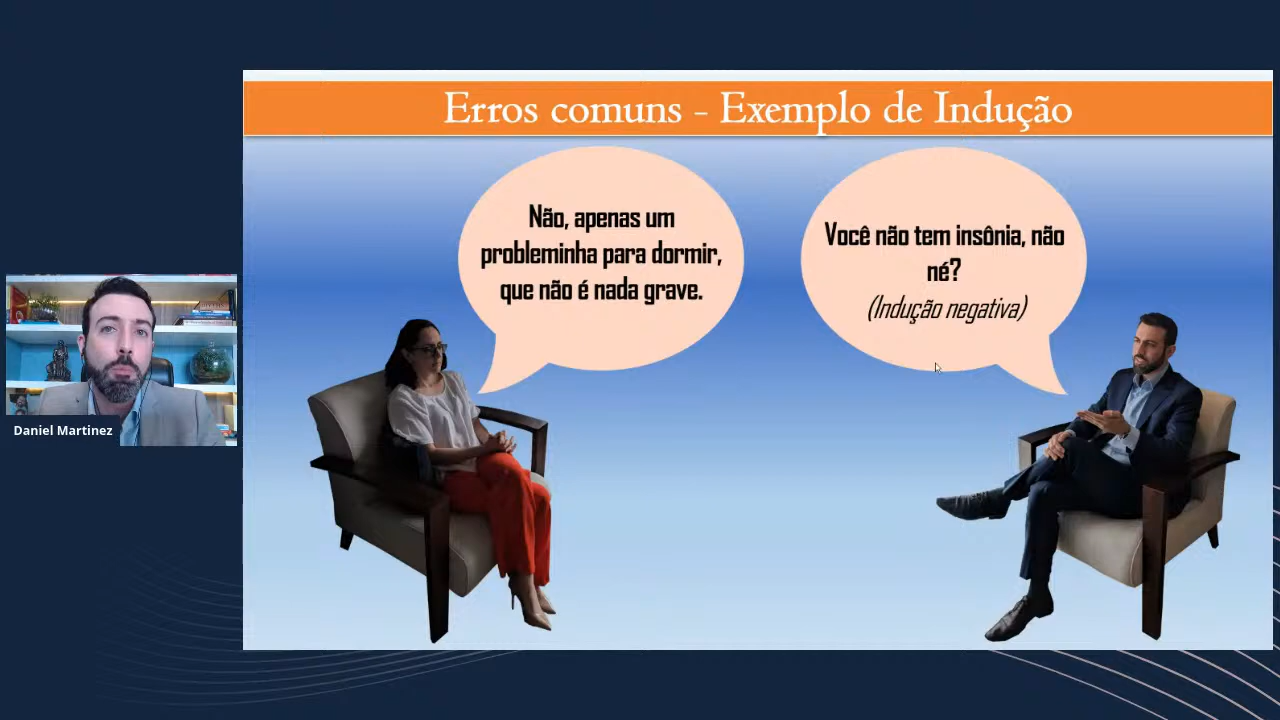 Erros comuns - Exemplo de Indução
Não, apenas um
probleminha para dormir,
que não é nada grave.
Você não tem insônia, não
né?
(Indução negativa)
Daniel Martinez